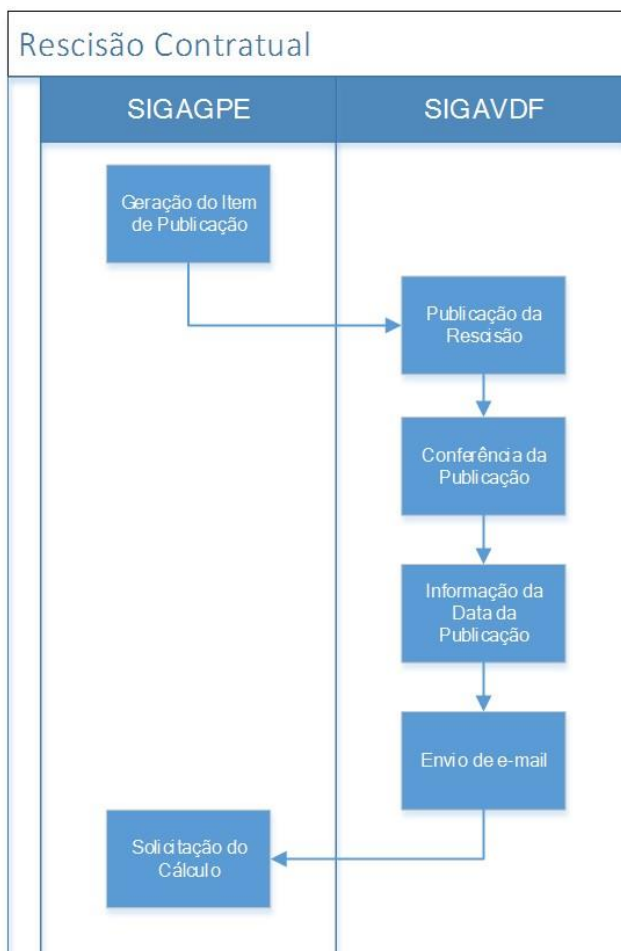 Rescisão Contratual
SIGAGPE
SIGAVDF
Geração do Item
de Publicação
Publicação da
Rescisão
Conferência da
Publicação
Informação da
Data da
Publicação
Envio de e-mail
Solicitação do
Cálculo